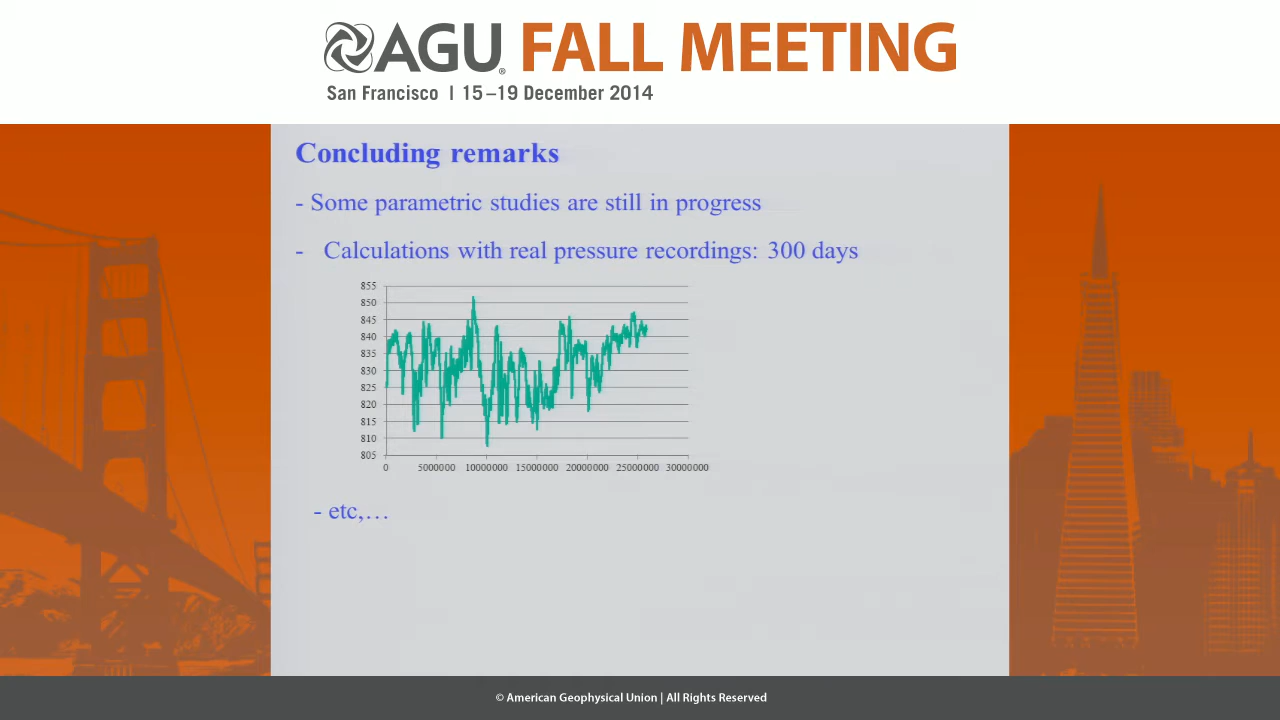 AGU® FALL MEETING
San Francisco | 15–19 December 2014
Concluding remarks
- Some parametric studies are still in progress
- Calculations with real pressure recordings: 300 days
855
850
845
840
835
830
825
820
815
810
805
0 5000000 10000000 15000000 20000000 25000000 30000000
- etc,…
© American Geophysical Union | All Rights Reserved